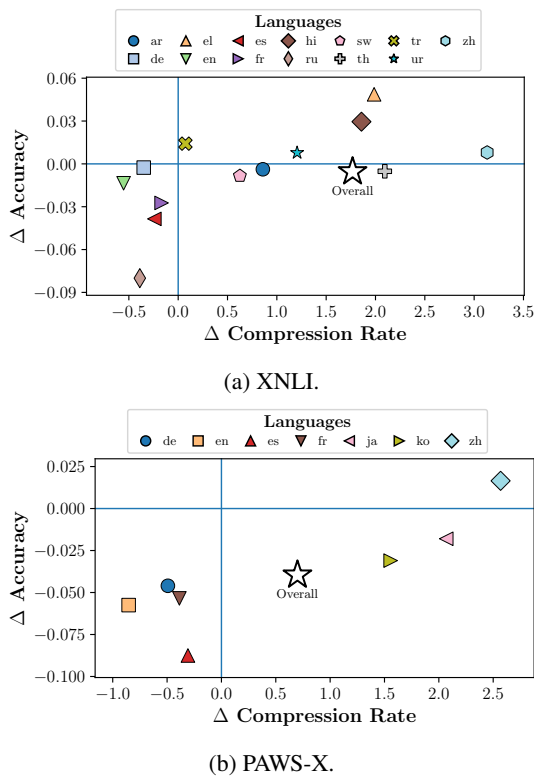 Languages
ar el es hi sw tr zh
de en fr ru th ur
0.06
0.03
0.00
−0.03
−0.06
−0.09
Δ Accuracy
Overall
−0.5 0.0 0.5 1.0 1.5 2.0 2.5 3.0 3.5
Δ Compression Rate
(a) XNLI.
Languages
de en es fr ja ko zh
0.025
0.000
−0.025
−0.050
−0.075
−0.100
Δ Accuracy
Overall
−1.0 −0.5 0.0 0.5 1.0 1.5 2.0 2.5
Δ Compression Rate
(b) PAWS-X.